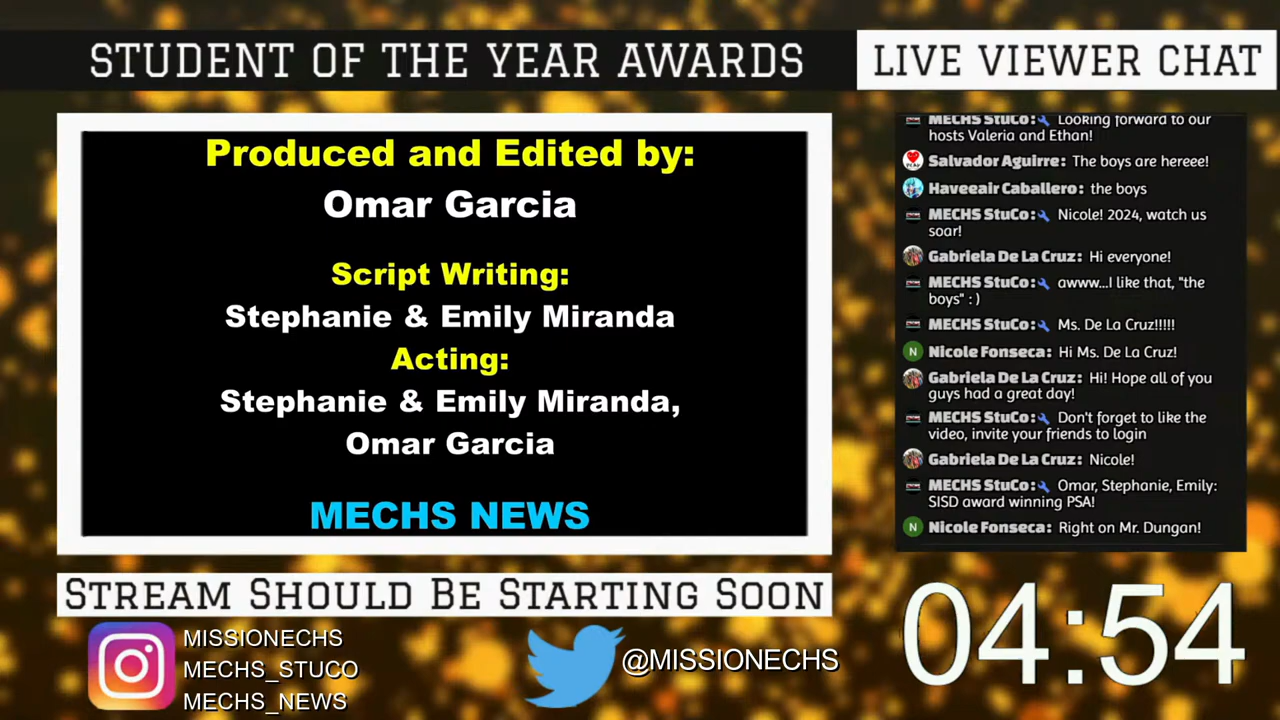 STUDENT OF THE YEAR AWARDS
LIVE VIEWER CHAT
Produced and Edited by:
Omar Garcia
Script Writing:
Stephanie & Emily Miranda
Acting:
Stephanie & Emily Miranda,
Omar Garcia
MECHS NEWS
MECHS StuCo: Looking forward to our
hosts Valeria and Ethan!
Salvador Aguirre: The boys are hereee!
Haveeair Caballero: the boys
MECHS StuCo: Nicole! 2024, watch us
soar!
Gabriela De La Cruz: Hi everyone!
MECHS StuCo: awww...I like that, "the
boys" : )
MECHS StuCo: Ms. De La Cruz!!!!!
N Nicole Fonseca: Hi Ms. De La Cruz!
Gabriela De La Cruz: Hi! Hope all of you
guys had a great day!
MECHS StuCo: Don't forget to like the
video, invite your friends to login
Gabriela De La Cruz: Nicole!
MECHS StuCo: Omar, Stephanie, Emily:
SISD award winning PSA!
N Nicole Fonseca: Right on Mr. Dungan!
STREAM SHOULD BE STARTING SOON
04:54
MISSIONECHS
MECHS_STUCO
MECHS_NEWS
@MISSIONECHS